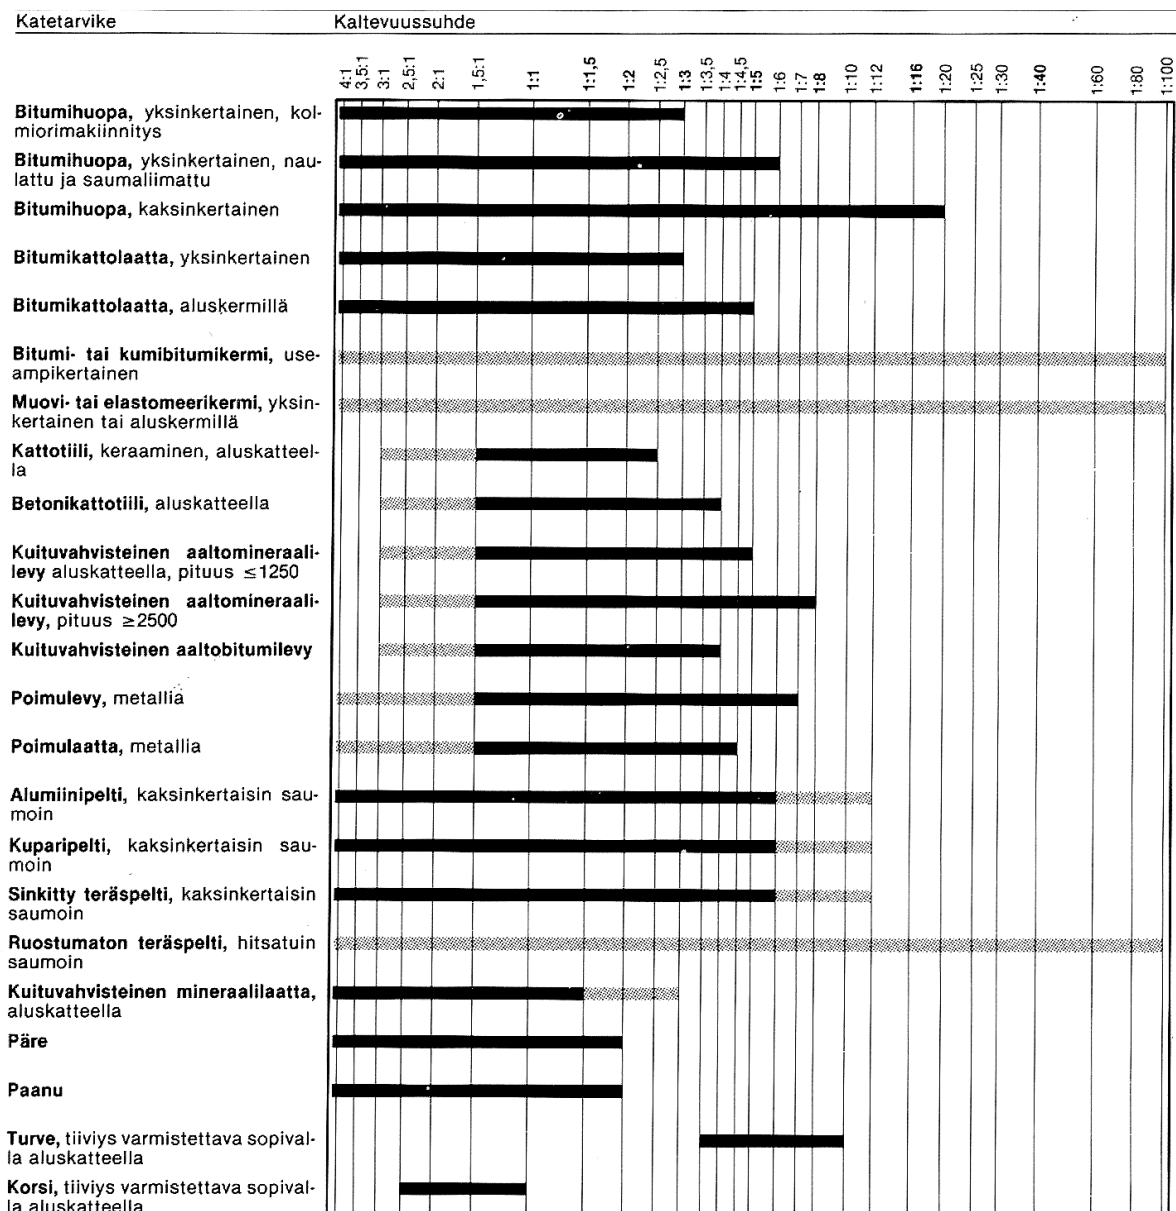 Katetarvike Kaltevuussuhde
4:1 3,5:1 3:1 2,5:1 2:1 1,5:1 1:1 1:1,5 1:2 1:2,5 1:3 1:3,5 1:4 1:4,5 1:5 1:6 1:7 1:8 1:10 1:12 1:16 1:20 1:25 1:30 1:40 1:60 1:80 1:100
Bitumihuopa, yksinkertainen, kol-
miorimakiinnitys
Bitumihuopa, yksinkertainen, nau-
lattu ja saumaliimattu
Bitumihuopa, kaksinkertainen
Bitumikattolaatta, yksinkertainen
Bitumikattolaatta, aluskermillä
Bitumi- tai kumibitumikermi, use-
ampikertainen
Muovi- tai elastomeerikermi, yksin-
kertainen tai aluskermillä
Kattotiili, keraaminen, aluskatteel-
la
Betonikattotiili, aluskatteella
Kuituvahvisteinen aaltomineraali-
levy aluskatteella, pituus ≤1250
Kuituvahvisteinen aaltomineraali-
levy, pituus ≥2500
Kuituvahvisteinen aaltobitumilevy
Poimulevy, metallia
Poimulaatta, metallia
Alumiinipelti, kaksinkertaisin sau-
moin
Kuparipelti, kaksinkertaisin sau-
moin
Sinkitty teräspelti, kaksinkertaisin
saumoin
Ruostumaton teräspelti, hitsatuin
saumoin
Kuituvahvisteinen mineraalilaatta,
aluskatteella
Päre
Paanu
Turve, tiiviys varmistettava sopival-
la aluskatteella
Korsi, tiiviys varmistettava sopival-
la aluskatteella